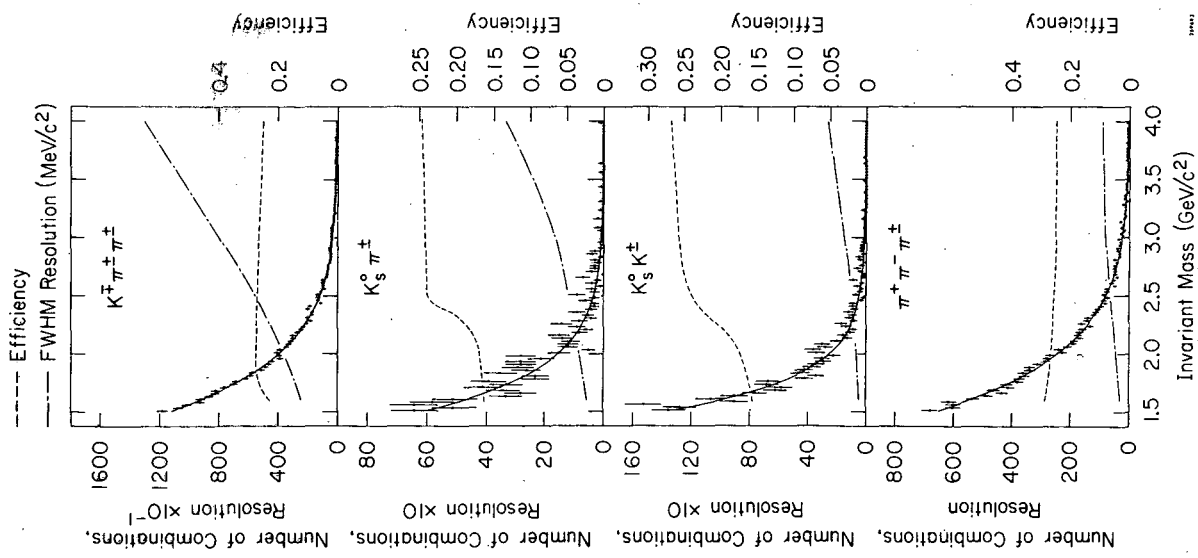 --- Efficiency
—·— FWHM Resolution (MeV/c²)
K∓ π± π±
Number of Combinations,
Resolution ×10⁻¹
1600
1200
800
400
0
Efficiency
0.4
0.2
0
K°ₛ π±
Number of Combinations,
Resolution ×10
80
60
40
20
0
Efficiency
0.25
0.20
0.15
0.10
0.05
0
K°ₛ K±
Number of Combinations,
Resolution ×10
160
120
80
40
0
Efficiency
0.30
0.25
0.20
0.15
0.10
0.05
0
π⁺ π⁻ π±
Number of Combinations,
Resolution
800
600
400
200
0
Efficiency
0.4
0.2
0
1.5 2.0 2.5 3.0 3.5 4.0
Invariant Mass (GeV/c²)